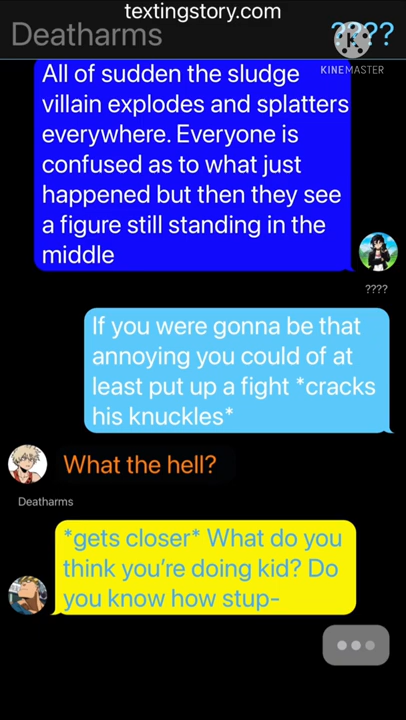 textingstory.com
Deatharms
????
K
KINEMASTER
All of sudden the sludge
villain explodes and splatters
everywhere. Everyone is
confused as to what just
happened but then they see
a figure still standing in the
middle
????
If you were gonna be that
annoying you could of at
least put up a fight *cracks
his knuckles*
What the hell?
Deatharms
*gets closer* What do you
think you're doing kid? Do
you know how stup-